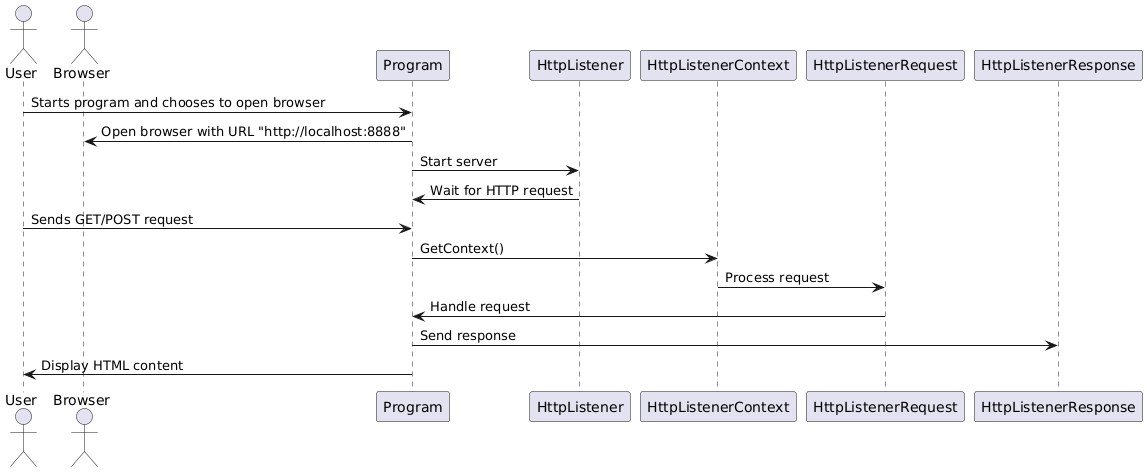 User Browser Program HttpListener HttpListenerContext HttpListenerRequest HttpListenerResponse
Starts program and chooses to open browser
Open browser with URL "http://localhost:8888"
Start server
Wait for HTTP request
Sends GET/POST request
GetContext()
Process request
Handle request
Send response
Display HTML content
User Browser Program HttpListener HttpListenerContext HttpListenerRequest HttpListenerResponse